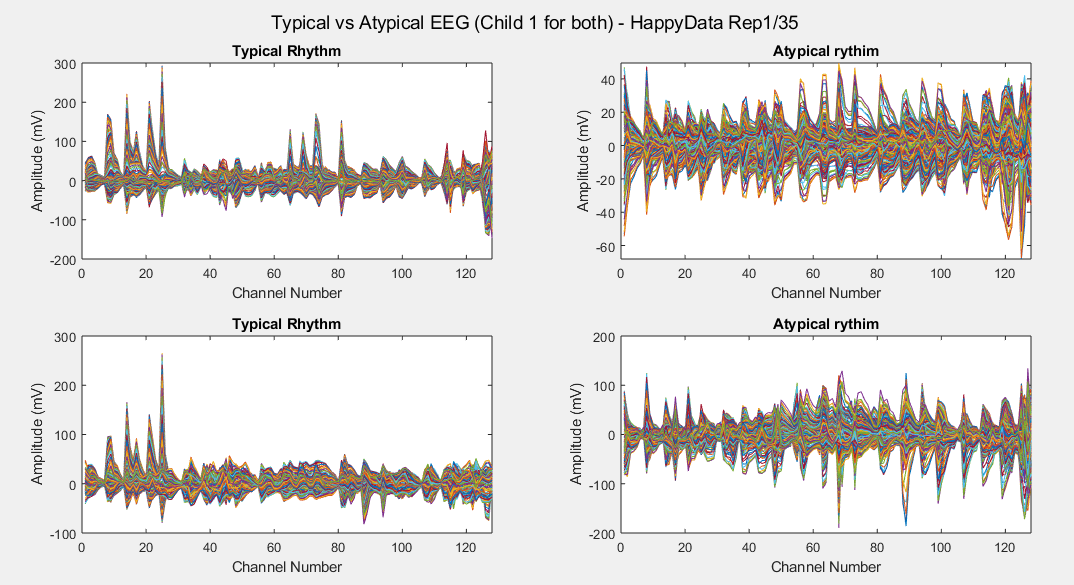 Typical vs Atypical EEG (Child 1 for both) - HappyData Rep1/35
Typical Rhythm
300
200
100
0
-100
-200
Amplitude (mV)
0 20 40 60 80 100 120
Channel Number
Atypical rythim
40
20
0
-20
-40
-60
Amplitude (mV)
0 20 40 60 80 100 120
Channel Number
Typical Rhythm
300
200
100
0
-100
Amplitude (mV)
0 20 40 60 80 100 120
Channel Number
Atypical rythim
200
100
0
-100
-200
Amplitude (mV)
0 20 40 60 80 100 120
Channel Number